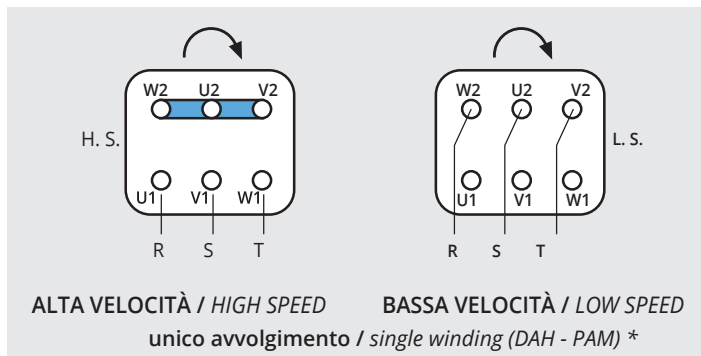 W2 U2 V2 W2 U2 V2
H. S. L. S.
U1 V1 W1 U1 V1 W1
R S T R S T
ALTA VELOCITÀ / HIGH SPEED BASSA VELOCITÀ / LOW SPEED
unico avvolgimento / single winding (DAH - PAM) *